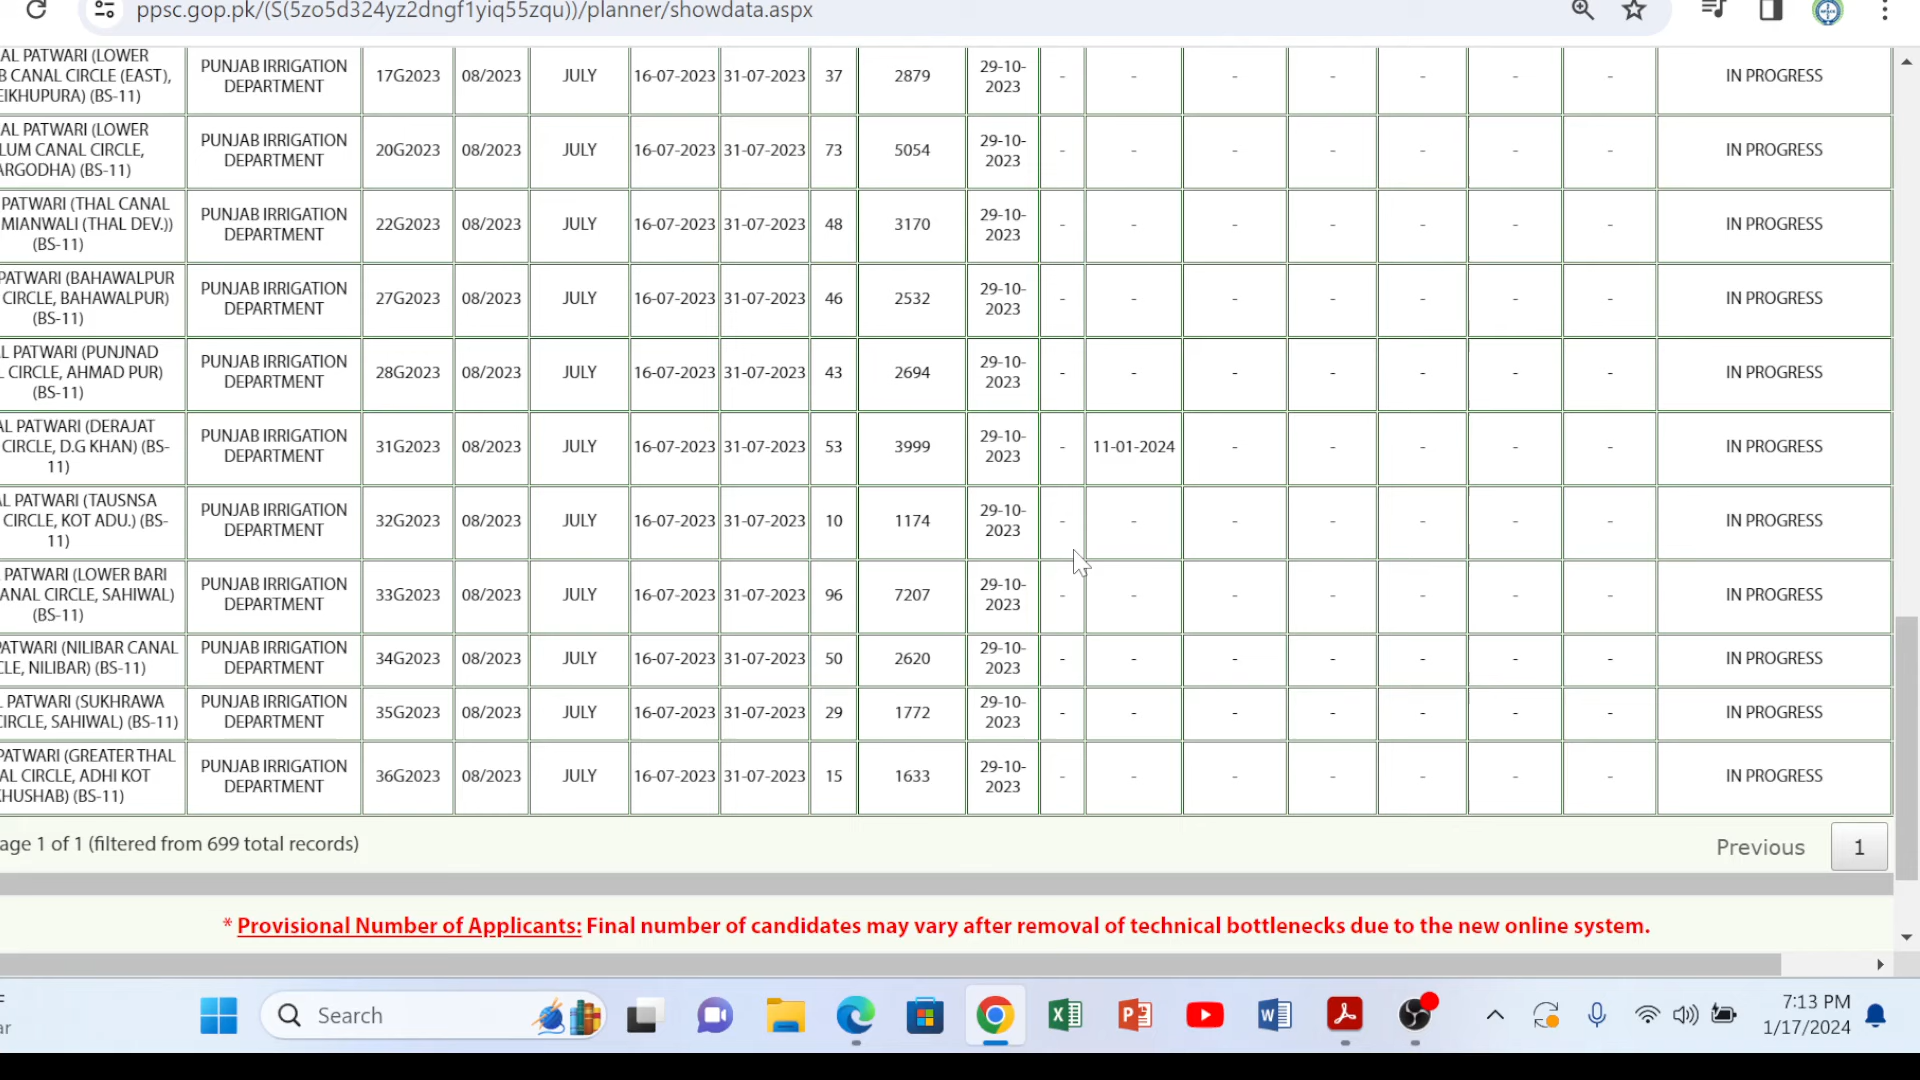 ppsc.gop.pk/(S(5zo5d324yz2dngf1yiq55zqu))/planner/showdata.aspx
AL PATWARI (LOWER
B CANAL CIRCLE (EAST),
EIKHUPURA) (BS-11)
PUNJAB IRRIGATION
DEPARTMENT
17G2023
08/2023
JULY
16-07-2023
31-07-2023
37
2879
29-10-
2023
-
-
-
-
-
-
-
IN PROGRESS
AL PATWARI (LOWER
LUM CANAL CIRCLE,
ARGODHA) (BS-11)
PUNJAB IRRIGATION
DEPARTMENT
20G2023
08/2023
JULY
16-07-2023
31-07-2023
73
5054
29-10-
2023
-
-
-
-
-
-
-
IN PROGRESS
PATWARI (THAL CANAL
MIANWALI (THAL DEV.))
(BS-11)
PUNJAB IRRIGATION
DEPARTMENT
22G2023
08/2023
JULY
16-07-2023
31-07-2023
48
3170
29-10-
2023
-
-
-
-
-
-
-
IN PROGRESS
PATWARI (BAHAWALPUR
CIRCLE, BAHAWALPUR)
(BS-11)
PUNJAB IRRIGATION
DEPARTMENT
27G2023
08/2023
JULY
16-07-2023
31-07-2023
46
2532
29-10-
2023
-
-
-
-
-
-
-
IN PROGRESS
L PATWARI (PUNJNAD
L CIRCLE, AHMAD PUR)
(BS-11)
PUNJAB IRRIGATION
DEPARTMENT
28G2023
08/2023
JULY
16-07-2023
31-07-2023
43
2694
29-10-
2023
-
-
-
-
-
-
-
IN PROGRESS
AL PATWARI (DERAJAT
CIRCLE, D.G KHAN) (BS-
11)
PUNJAB IRRIGATION
DEPARTMENT
31G2023
08/2023
JULY
16-07-2023
31-07-2023
53
3999
29-10-
2023
-
11-01-2024
-
-
-
-
-
IN PROGRESS
AL PATWARI (TAUSNSA
CIRCLE, KOT ADU.) (BS-
11)
PUNJAB IRRIGATION
DEPARTMENT
32G2023
08/2023
JULY
16-07-2023
31-07-2023
10
1174
29-10-
2023
-
-
-
-
-
-
-
IN PROGRESS
PATWARI (LOWER BARI
ANAL CIRCLE, SAHIWAL)
(BS-11)
PUNJAB IRRIGATION
DEPARTMENT
33G2023
08/2023
JULY
16-07-2023
31-07-2023
96
7207
29-10-
2023
-
-
-
-
-
-
-
IN PROGRESS
PATWARI (NILIBAR CANAL
CLE, NILIBAR) (BS-11)
PUNJAB IRRIGATION
DEPARTMENT
34G2023
08/2023
JULY
16-07-2023
31-07-2023
50
2620
29-10-
2023
-
-
-
-
-
-
-
IN PROGRESS
L PATWARI (SUKHRAWA
CIRCLE, SAHIWAL) (BS-11)
PUNJAB IRRIGATION
DEPARTMENT
35G2023
08/2023
JULY
16-07-2023
31-07-2023
29
1772
29-10-
2023
-
-
-
-
-
-
-
IN PROGRESS
PATWARI (GREATER THAL
AL CIRCLE, ADHI KOT
KHUSHAB) (BS-11)
PUNJAB IRRIGATION
DEPARTMENT
36G2023
08/2023
JULY
16-07-2023
31-07-2023
15
1633
29-10-
2023
-
-
-
-
-
-
-
IN PROGRESS
age 1 of 1 (filtered from 699 total records)
Previous
1
* Provisional Number of Applicants: Final number of candidates may vary after removal of technical bottlenecks due to the new online system.
Search
7:13 PM
1/17/2024